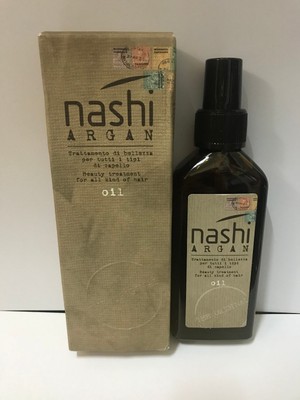 nashi
ARGAN
Trattamento di bellezza
per tutti i tipi
di capello
Beauty treatment
for all kind of hair
oil
nashi
ARGAN
Trattamento di bellezza
per tutti i tipi
di capello
Beauty treatment
for all kind of hair
oil